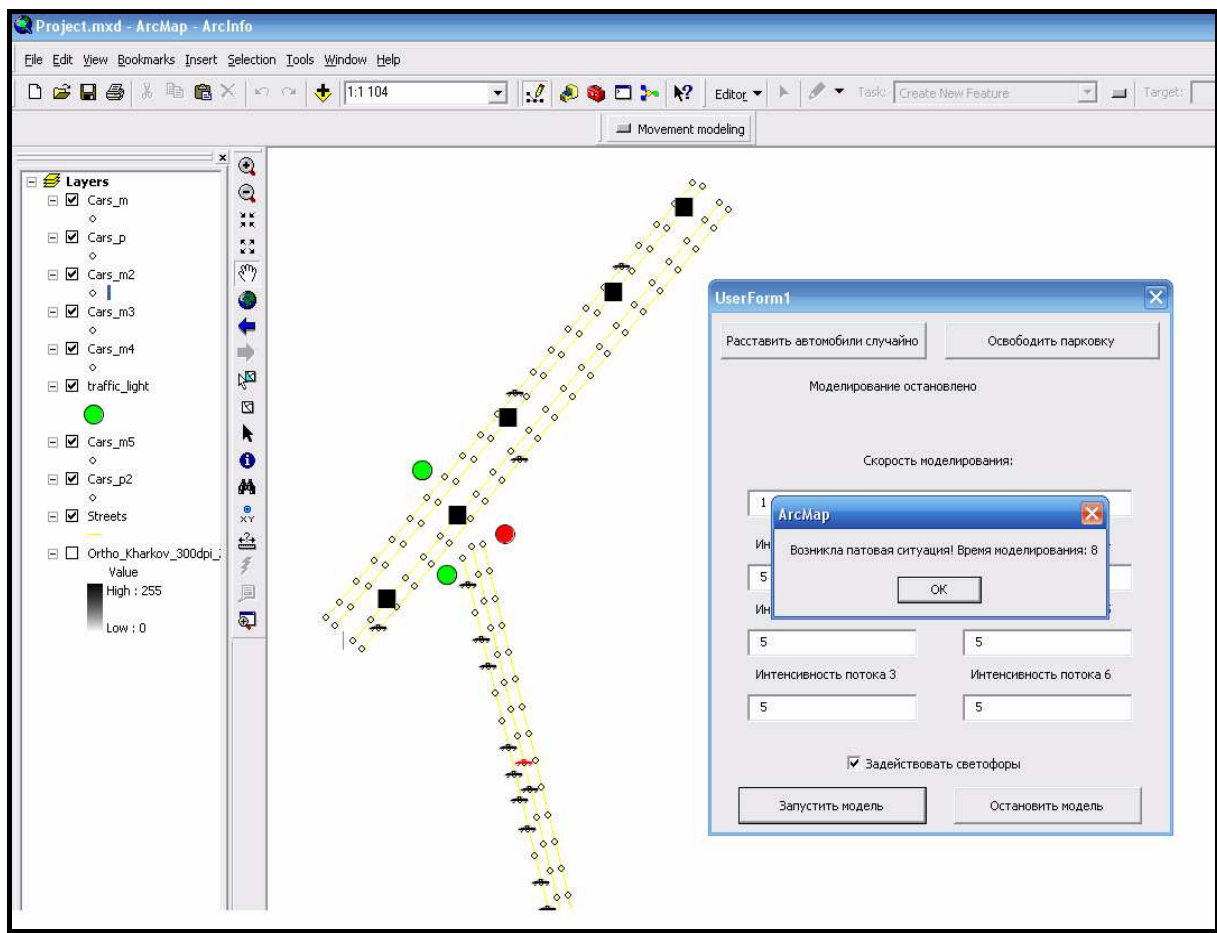 Project.mxd - ArcMap - ArcInfo
File Edit View Bookmarks Insert Selection Tools Window Help
1:1 104
Editor
Task:
Create New Feature
Target:
Movement modeling
Layers
Cars_m
Cars_p
Cars_m2
Cars_m3
Cars_m4
traffic_light
Cars_m5
Cars_p2
Streets
Ortho_Kharkov_300dpi_
Value
High : 255
Low : 0
XY
UserForm1
Расставить автомобили случайно
Освободить парковку
Моделирование остановлено
Скорость моделирования:
1
ArcMap
Возникла патовая ситуация! Время моделирования: 8
OK
Ин
5
Ин
5
5
Интенсивность потока 3
Интенсивность потока 6
5
5
Задействовать светофоры
Запустить модель
Остановить модель